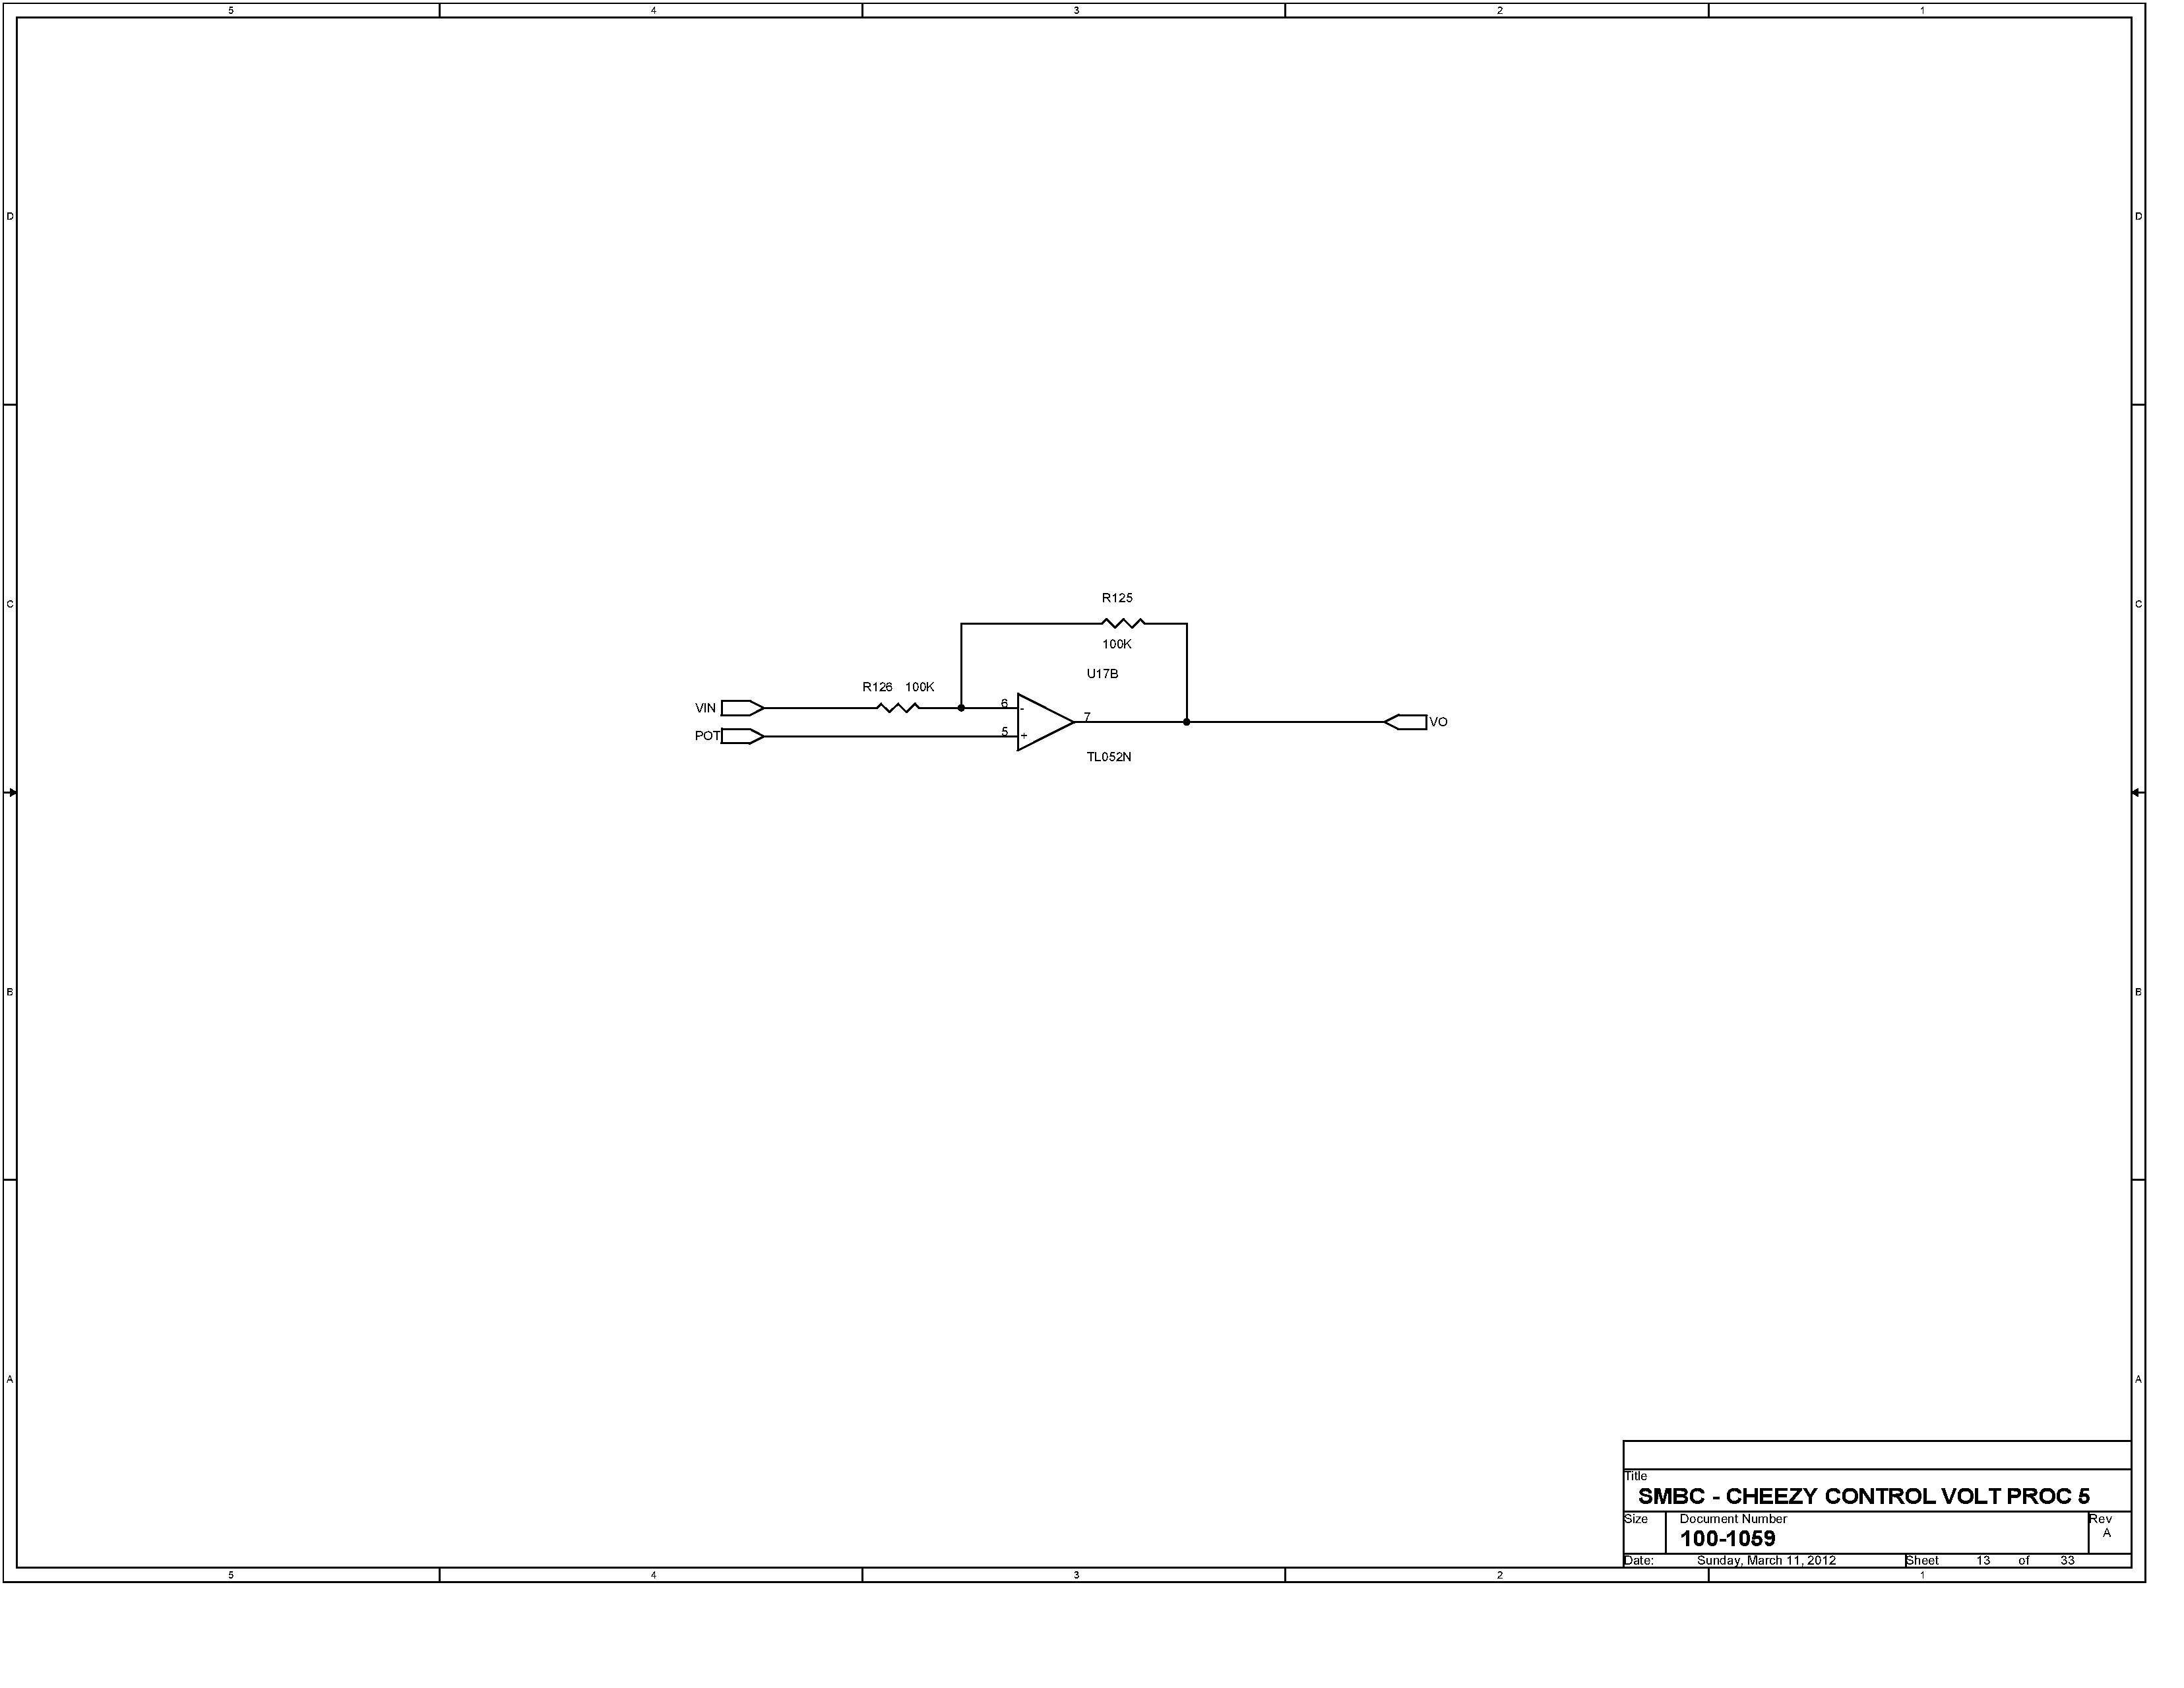 5 4 3 2 1
D D
R125
C C
100K
U17B
R126 100K
6 -
VIN
7
VO
5 +
POT
TL052N
B B
A A
Title
SMBC - CHEEZY CONTROL VOLT PROC 5
Size Document Number Rev
100-1059 A
Date: Sunday, March 11, 2012 Sheet 13 of 33
5 4 3 2 1